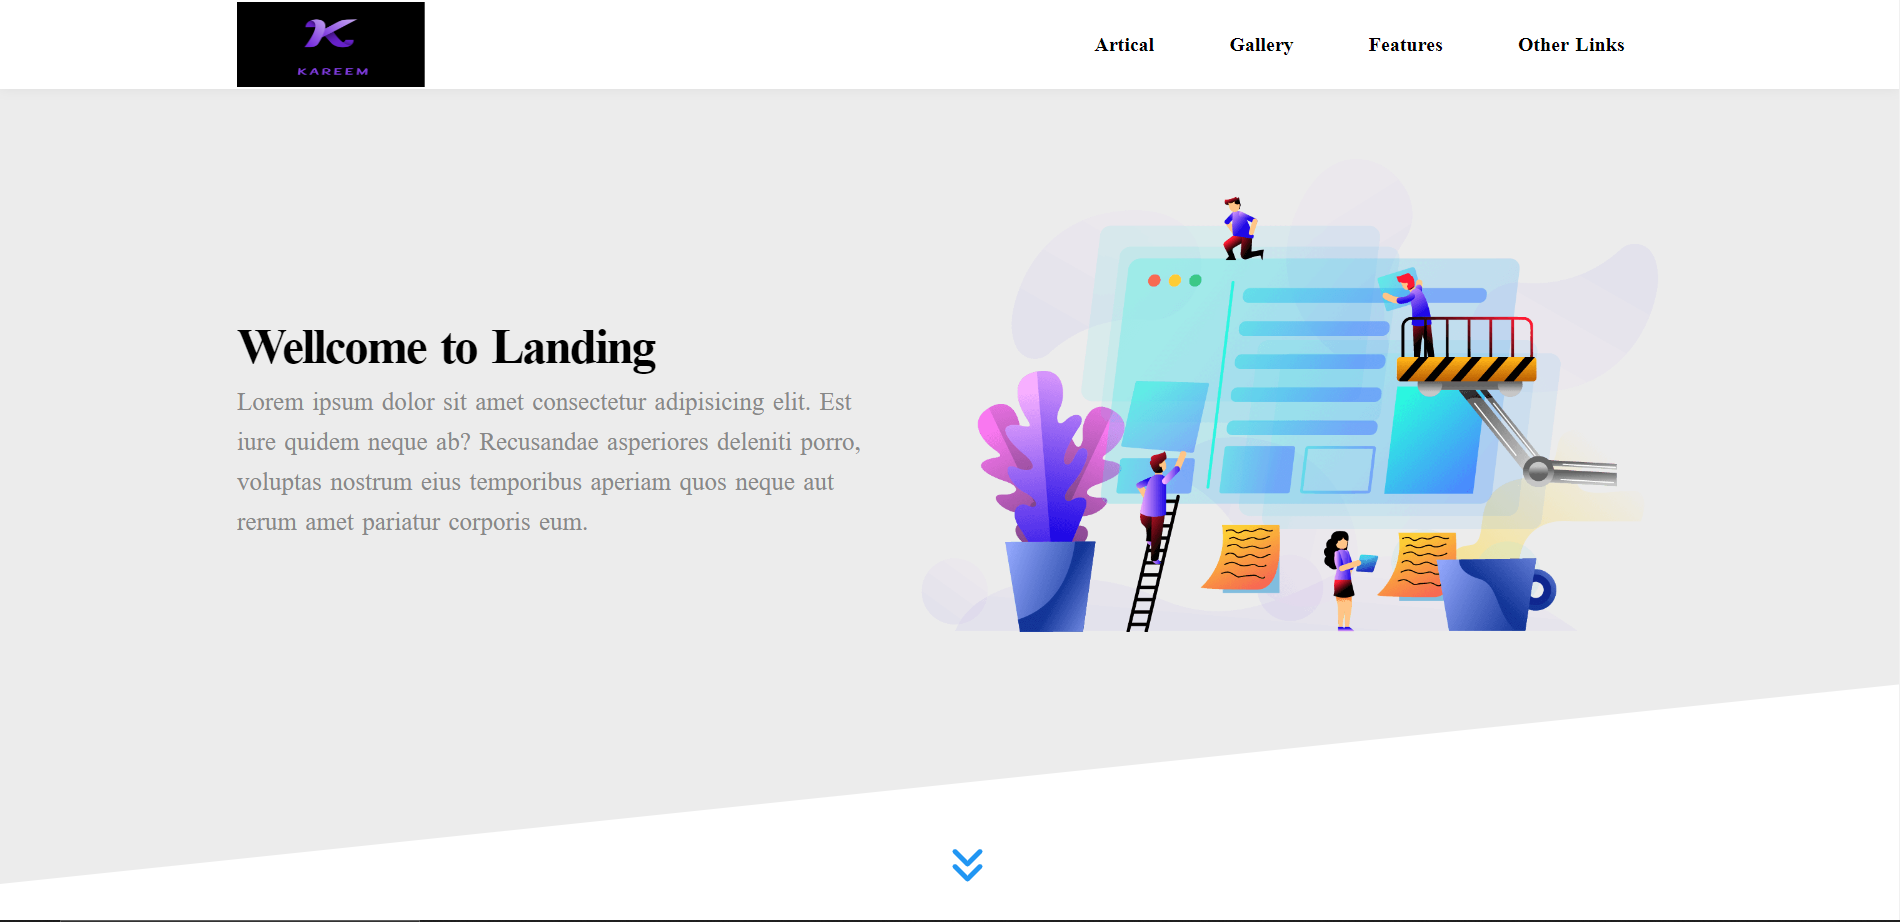 KAREEM
Artical Gallery Features Other Links
Wellcome to Landing
Lorem ipsum dolor sit amet consectetur adipisicing elit. Est
iure quidem neque ab? Recusandae asperiores deleniti porro,
voluptas nostrum eius temporibus aperiam quos neque aut
rerum amet pariatur corporis eum.